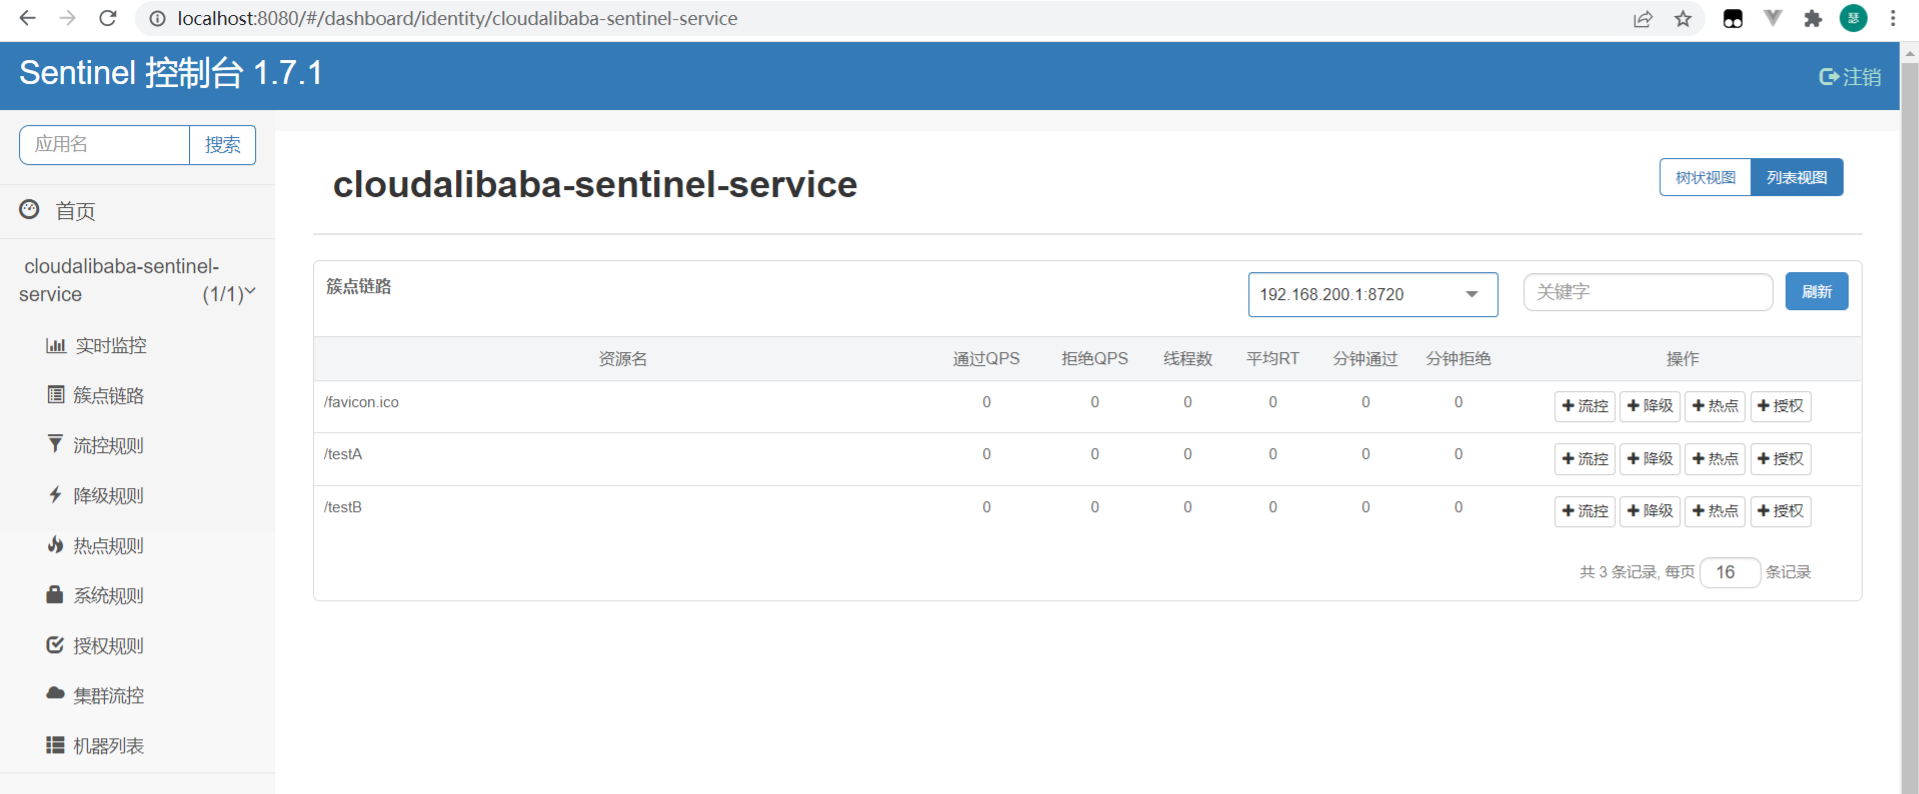 localhost:8080/#/dashboard/identity/cloudalibaba-sentinel-service
瑟
Sentinel 控制台 1.7.1
注销
应用名 搜索
首页
cloudalibaba-sentinel-
service (1/1)
实时监控
簇点链路
流控规则
降级规则
热点规则
系统规则
授权规则
集群流控
机器列表
cloudalibaba-sentinel-service
树状视图 列表视图
簇点链路 192.168.200.1:8720 关键字 刷新
资源名 通过QPS 拒绝QPS 线程数 平均RT 分钟通过 分钟拒绝 操作
/favicon.ico 0 0 0 0 0 0 流控 降级 热点 授权
/testA 0 0 0 0 0 0 流控 降级 热点 授权
/testB 0 0 0 0 0 0 流控 降级 热点 授权
共 3 条记录, 每页 16 条记录